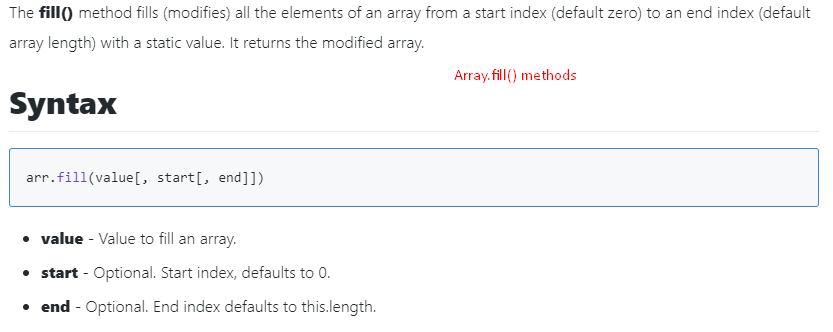 The fill() method fills (modifies) all the elements of an array from a start index (default zero) to an end index (default
array length) with a static value. It returns the modified array.
Array.fill() methods
Syntax
arr.fill(value[, start[, end]])
value - Value to fill an array.
start - Optional. Start index, defaults to 0.
end - Optional. End index defaults to this.length.